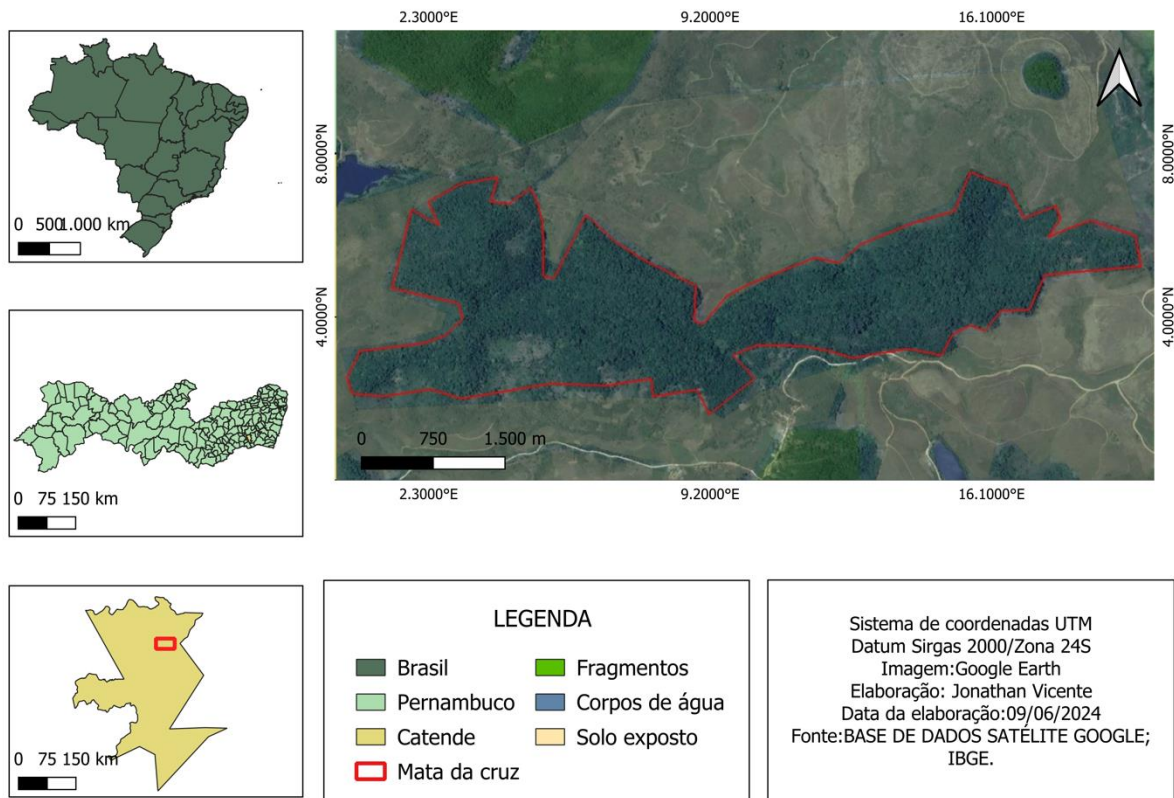 2.3000°E 9.2000°E 16.1000°E
8.0000°N 8.0000°N
4.0000°N 4.0000°N
0 500 1.000 km
0 75 150 km
0 750 1.500 m
2.3000°E 9.2000°E 16.1000°E
0 75 150 km
LEGENDA
Brasil
Pernambuco
Catende
Mata da cruz
Fragmentos
Corpos de água
Solo exposto
Sistema de coordenadas UTM
Datum Sirgas 2000/Zona 24S
Imagem:Google Earth
Elaboração: Jonathan Vicente
Data da elaboração:09/06/2024
Fonte:BASE DE DADOS SATÉLITE GOOGLE;
IBGE.